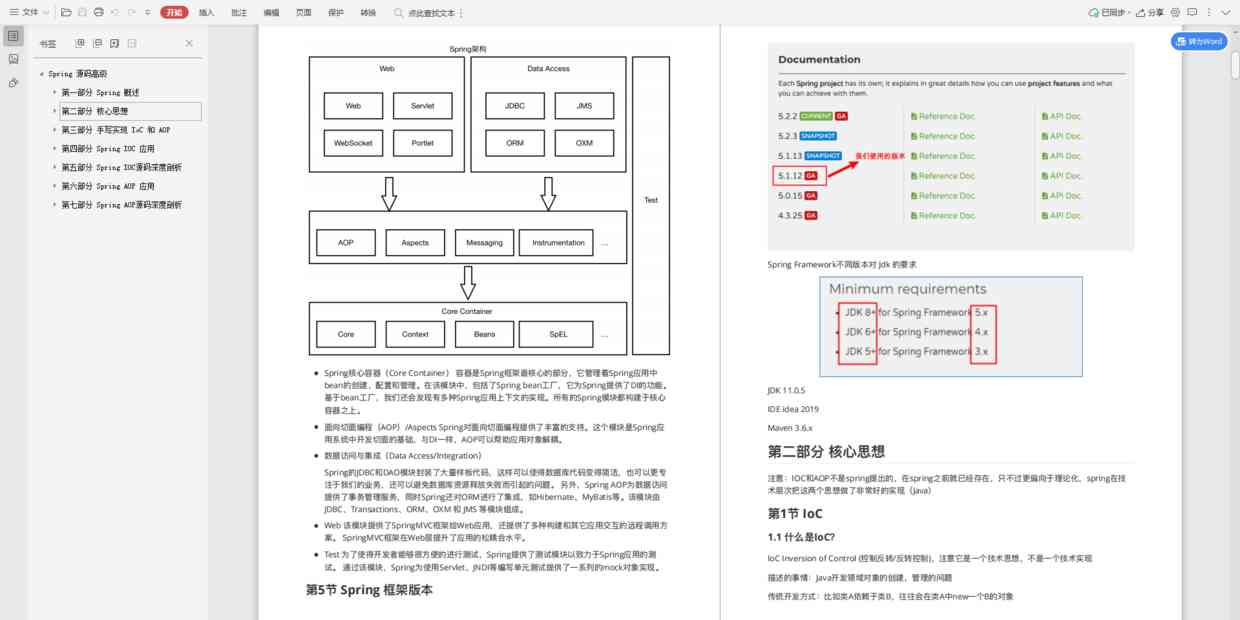 文件
开始
插入
批注
编辑
页面
保护
转换
点此查找文本
已同步
分享
书签
转为Word
Spring 源码高级
第一部分 Spring 概述
第二部分 核心思想
第三部分 手写实现 IoC 和 AOP
第四部分 Spring IOC 应用
第五部分 Spring IOC源码深度剖析
第六部分 Spring AOP 应用
第七部分 Spring AOP源码深度剖析
Spring架构
Web
Data Access
Web
Servlet
JDBC
JMS
WebSocket
Portlet
ORM
OXM
Test
AOP
Aspects
Messaging
Instrumentation
...
Core Container
Core
Context
Beans
SpEL
...
Spring核心容器（Core Container） 容器是Spring框架最核心的部分，它管理着Spring应用中
bean的创建、配置和管理。在该模块中，包括了Spring bean工厂，它为Spring提供了DI的功能。
基于bean工厂，我们还会发现有多种Spring应用上下文的实现。所有的Spring模块都构建于核心
容器之上。
面向切面编程（AOP）/Aspects Spring对面向切面编程提供了丰富的支持。这个模块是Spring应
用系统中开发切面的基础，与DI一样，AOP可以帮助应用对象解耦。
数据访问与集成（Data Access/Integration）
Spring的JDBC和DAO模块封装了大量样板代码，这样可以使得数据库代码变得简洁，也可以更专
注于我们的业务，还可以避免数据库资源释放失败而引起的问题。 另外，Spring AOP为数据访问
提供了事务管理服务，同时Spring还对ORM进行了集成，如Hibernate、MyBatis等。该模块由
JDBC、Transactions、ORM、OXM 和 JMS 等模块组成。
Web 该模块提供了SpringMVC框架给Web应用，还提供了多种构建和其它应用交互的远程调用方
案。 SpringMVC框架在Web层提升了应用的松耦合水平。
Test 为了使得开发者能够很方便的进行测试，Spring提供了测试模块以致力于Spring应用的测
试。 通过该模块，Spring为使用Servlet、JNDI等编写单元测试提供了一系列的mock对象实现。
第5节 Spring 框架版本
Documentation
Each Spring project has its own; it explains in great details how you can use project features and what
you can achieve with them.
5.2.2 CURRENT GA Reference Doc. API Doc.
5.2.3 SNAPSHOT Reference Doc. API Doc.
5.1.13 SNAPSHOT 我们使用的版本 Reference Doc. API Doc.
5.1.12 GA Reference Doc. API Doc.
5.0.15 GA Reference Doc. API Doc.
4.3.25 GA Reference Doc. API Doc.
Spring Framework不同版本对 Jdk 的要求
Minimum requirements
JDK 8+ for Spring Framework 5.x
JDK 6+ for Spring Framework 4.x
JDK 5+ for Spring Framework 3.x
JDK 11.0.5
IDE idea 2019
Maven 3.6.x
第二部分 核心思想
注意：IOC和AOP不是spring提出的，在spring之前就已经存在，只不过更偏向于理论化，spring在技
术层次把这两个思想做了非常好的实现（Java）
第1节 IoC
1.1 什么是IoC?
IoC Inversion of Control (控制反转/反转控制)，注意它是一个技术思想，不是一个技术实现
描述的事情：Java开发领域对象的创建，管理的问题
传统开发方式：比如类A依赖于类B，往往会在类A中new一个B的对象